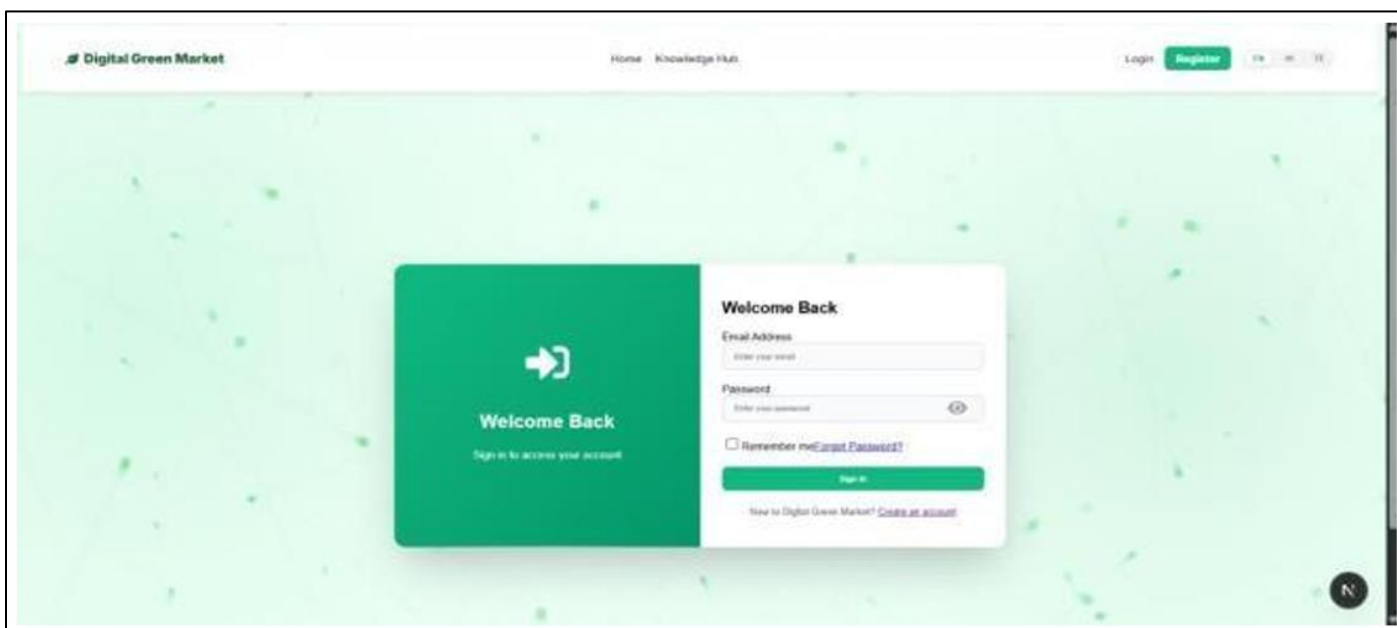 Digital Green Market
Home Knowledge Hub
Login Register EN
Welcome Back
Sign in to access your account
Welcome Back
Email Address
Enter your email
Password
Enter your password
Remember me Forgot Password?
Sign In
New to Digital Green Market? Create an account
N